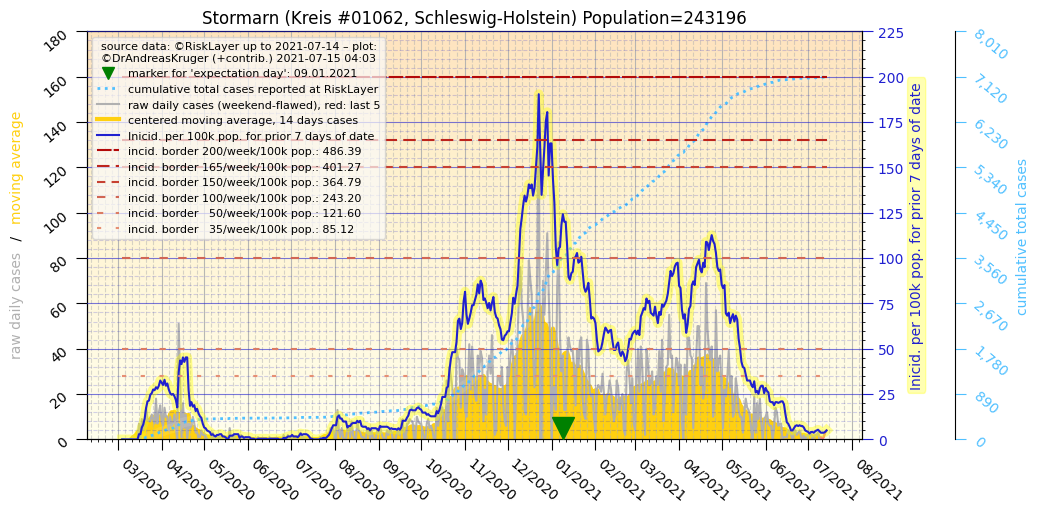 Stormarn (Kreis #01062, Schleswig-Holstein) Population=243196
source data: ©RiskLayer up to 2021-07-14 – plot:
©DrAndreasKruger (+contrib.) 2021-07-15 04:03
marker for 'expectation day': 09.01.2021
cumulative total cases reported at RiskLayer
raw daily cases (weekend-flawed), red: last 5
centered moving average, 14 days cases
Inicid. per 100k pop. for prior 7 days of date
incid. border 200/week/100k pop.: 486.39
incid. border 165/week/100k pop.: 401.27
incid. border 150/week/100k pop.: 364.79
incid. border 100/week/100k pop.: 243.20
incid. border 50/week/100k pop.: 121.60
incid. border 35/week/100k pop.: 85.12
raw daily cases / moving average
180
160
140
120
100
80
60
40
20
0
225
200
175
150
125
100
75
50
25
0
Inicid. per 100k pop. for prior 7 days of date
8,010
7,120
6,230
5,340
4,450
3,560
2,670
1,780
890
0
cumulative total cases
03/2020
04/2020
05/2020
06/2020
07/2020
08/2020
09/2020
10/2020
11/2020
12/2020
01/2021
02/2021
03/2021
04/2021
05/2021
06/2021
07/2021
08/2021